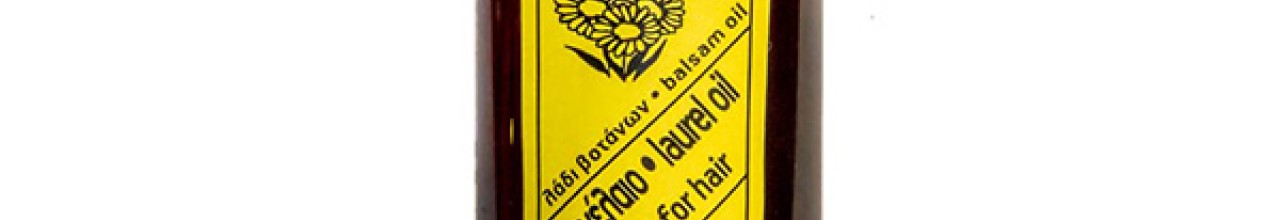 λάδι βοτάνων • balsam oil
• laurel oil
for hair